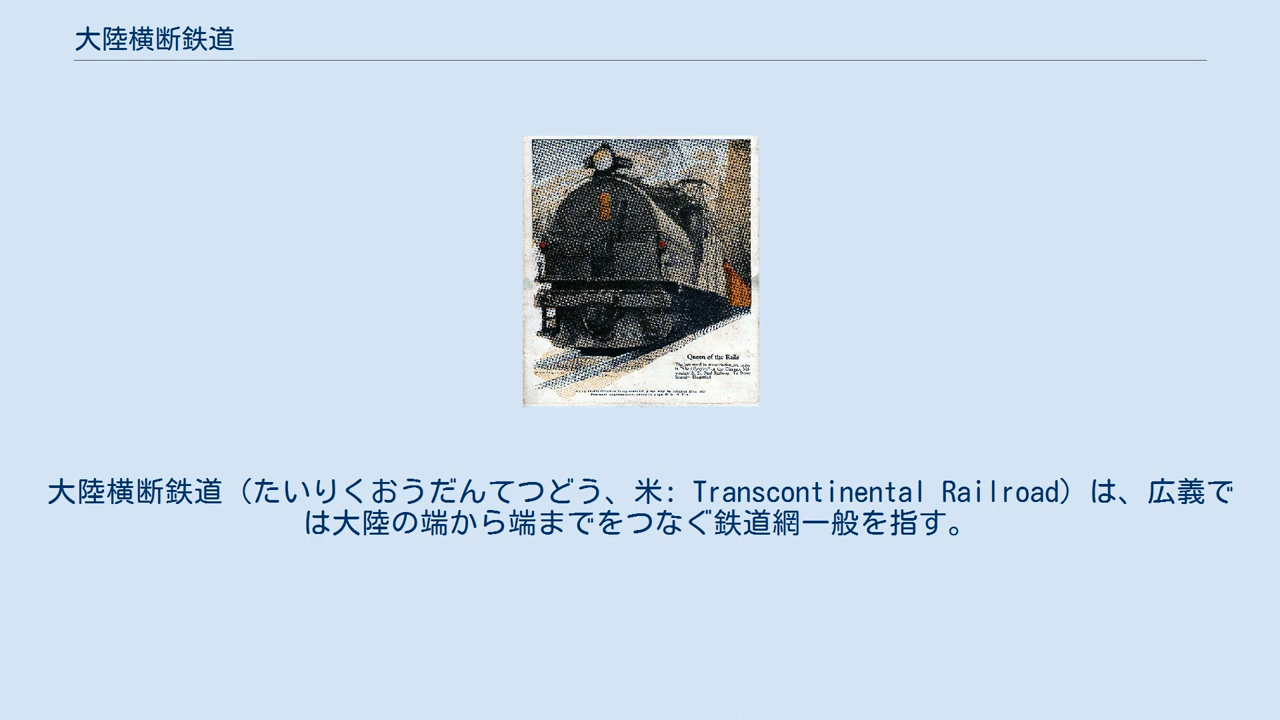 大陸横断鉄道
Queen of the Rails
大陸横断鉄道（たいりくおうだんてつどう、米: Transcontinental Railroad）は、広義で
は大陸の端から端までをつなぐ鉄道網一般を指す。